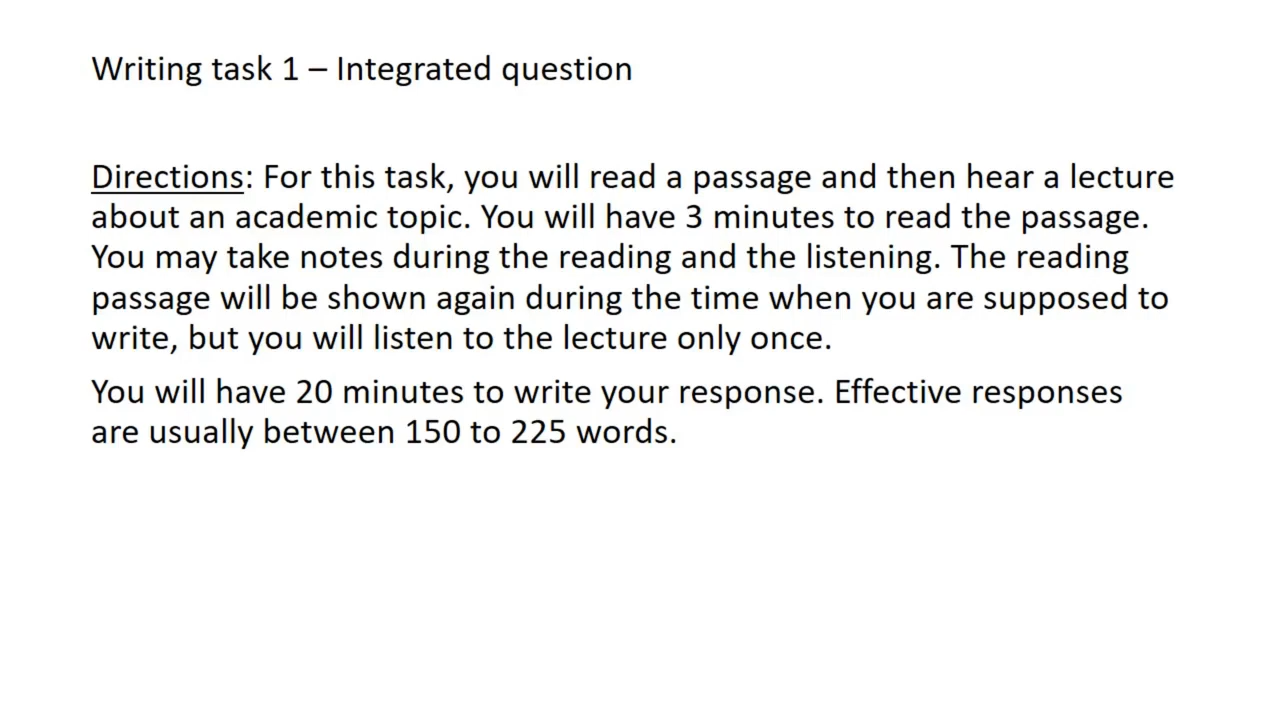 Writing task 1 – Integrated question
Directions: For this task, you will read a passage and then hear a lecture
about an academic topic. You will have 3 minutes to read the passage.
You may take notes during the reading and the listening. The reading
passage will be shown again during the time when you are supposed to
write, but you will listen to the lecture only once.
You will have 20 minutes to write your response. Effective responses
are usually between 150 to 225 words.